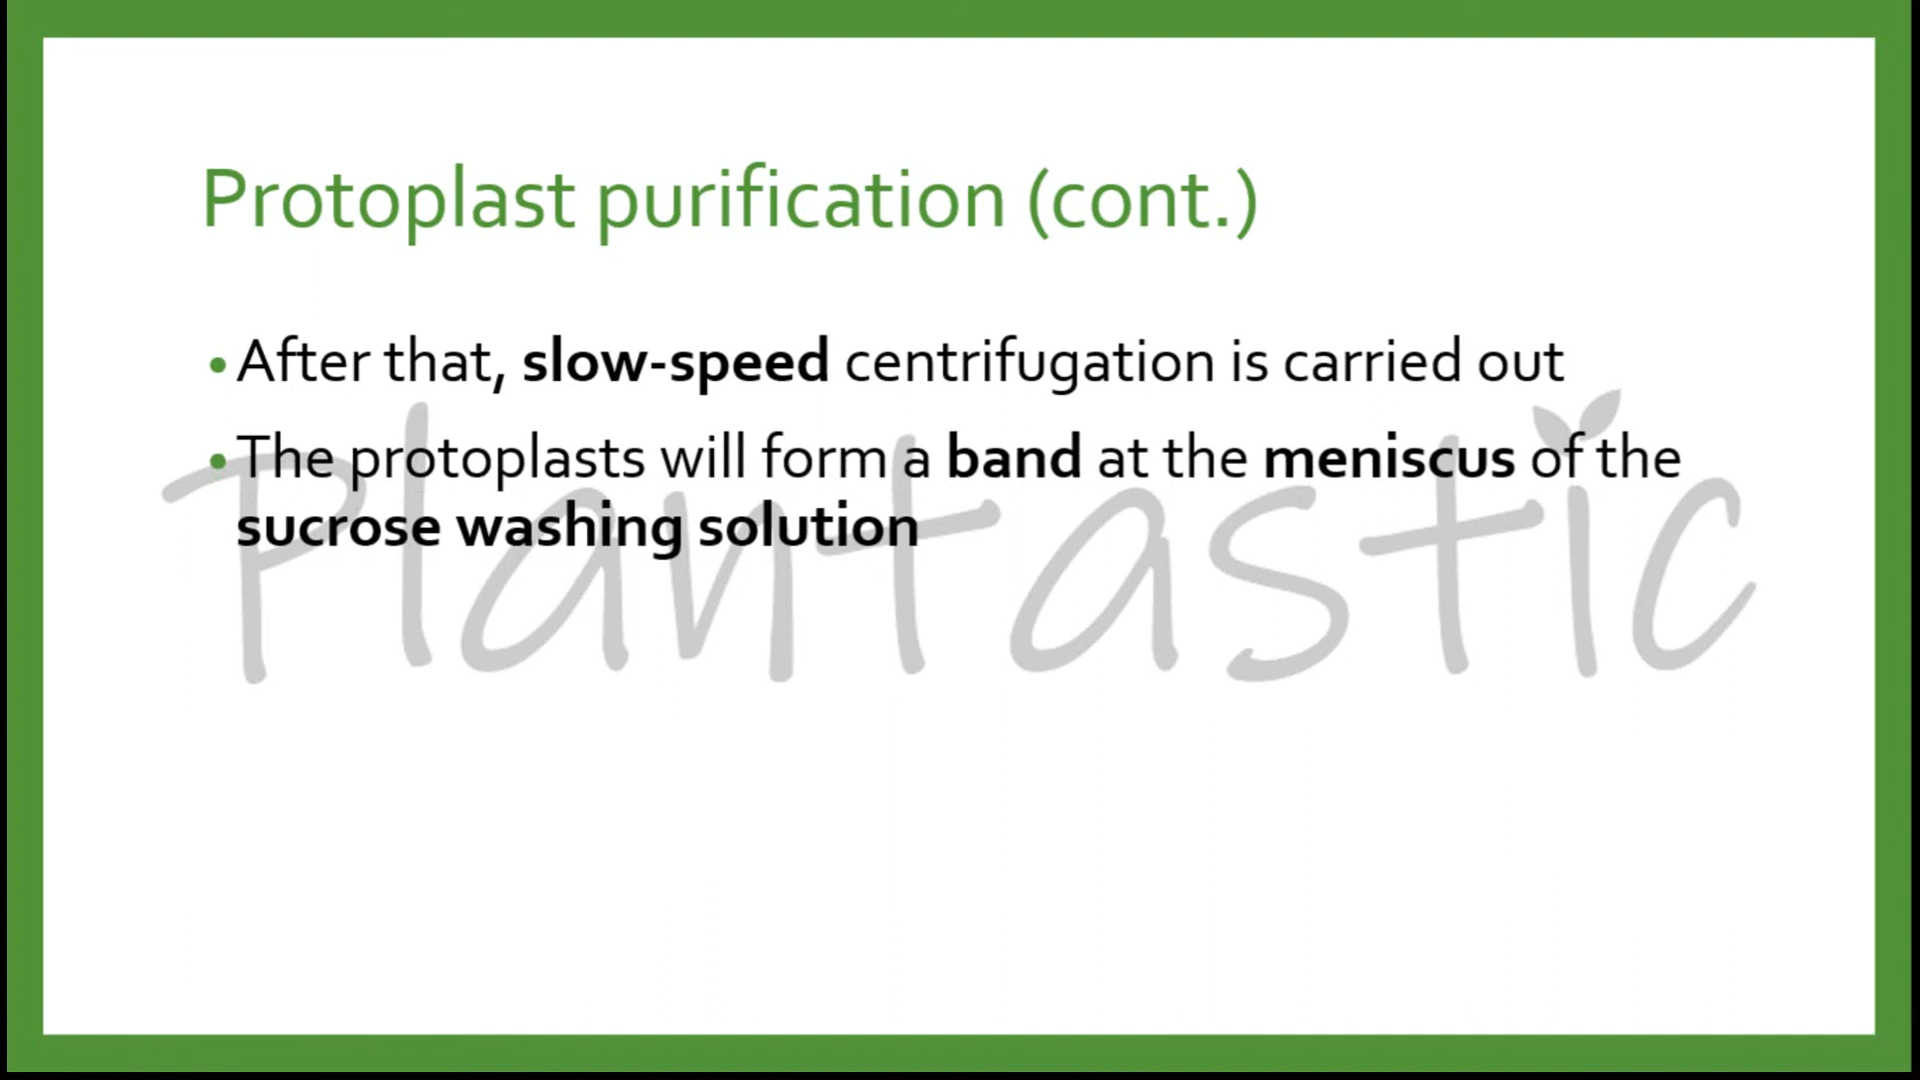 Protoplast purification (cont.)
• After that, slow-speed centrifugation is carried out
• The protoplasts will form a band at the meniscus of the
sucrose washing solution
Plantastic